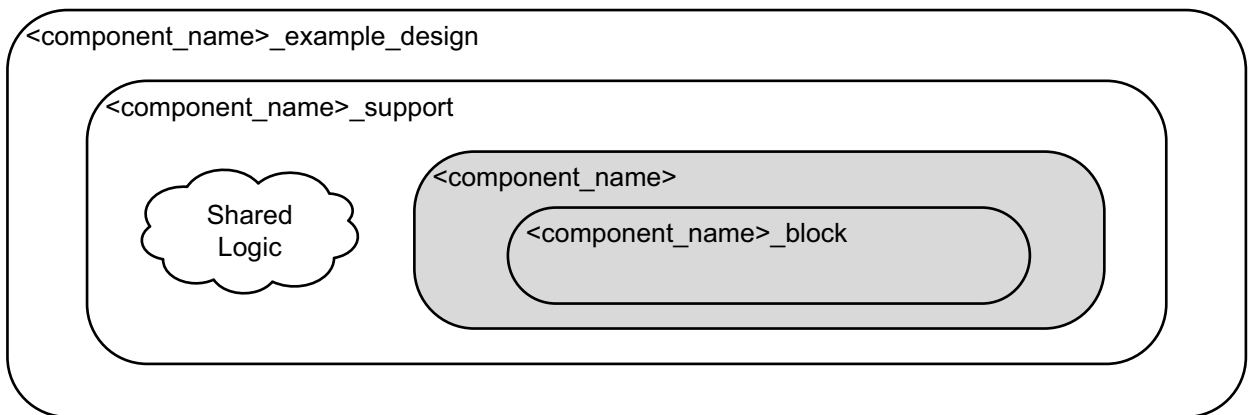 <component_name>_example_design
<component_name>_support
<component_name>
Shared
Logic
<component_name>_block